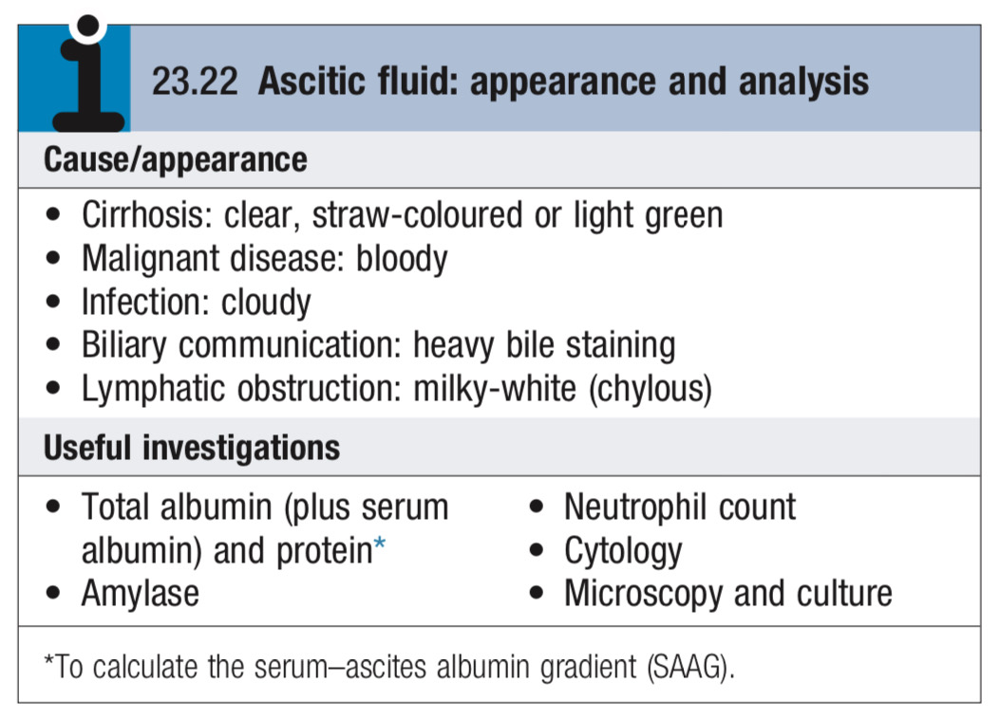 23.22 Ascitic fluid: appearance and analysis
Cause/appearance
• Cirrhosis: clear, straw-coloured or light green
• Malignant disease: bloody
• Infection: cloudy
• Biliary communication: heavy bile staining
• Lymphatic obstruction: milky-white (chylous)
Useful investigations
• Total albumin (plus serum
albumin) and protein*
• Amylase
• Neutrophil count
• Cytology
• Microscopy and culture
*To calculate the serum–ascites albumin gradient (SAAG).